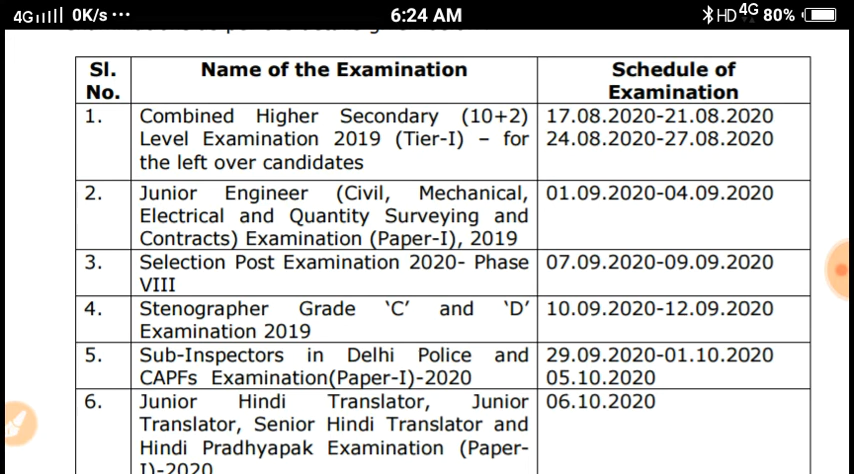 4G 0K/s ··· 6:24 AM HD 4G 80%
Sl. No. Name of the Examination Schedule of Examination
1. Combined Higher Secondary (10+2) 17.08.2020-21.08.2020
Level Examination 2019 (Tier-I) – for 24.08.2020-27.08.2020
the left over candidates
2. Junior Engineer (Civil, Mechanical, 01.09.2020-04.09.2020
Electrical and Quantity Surveying and
Contracts) Examination (Paper-I), 2019
3. Selection Post Examination 2020- Phase 07.09.2020-09.09.2020
VIII
4. Stenographer Grade ‘C’ and ‘D’ 10.09.2020-12.09.2020
Examination 2019
5. Sub-Inspectors in Delhi Police and 29.09.2020-01.10.2020
CAPFs Examination(Paper-I)-2020 05.10.2020
6. Junior Hindi Translator, Junior 06.10.2020
Translator, Senior Hindi Translator and
Hindi Pradhyapak Examination (Paper-
I)-2020